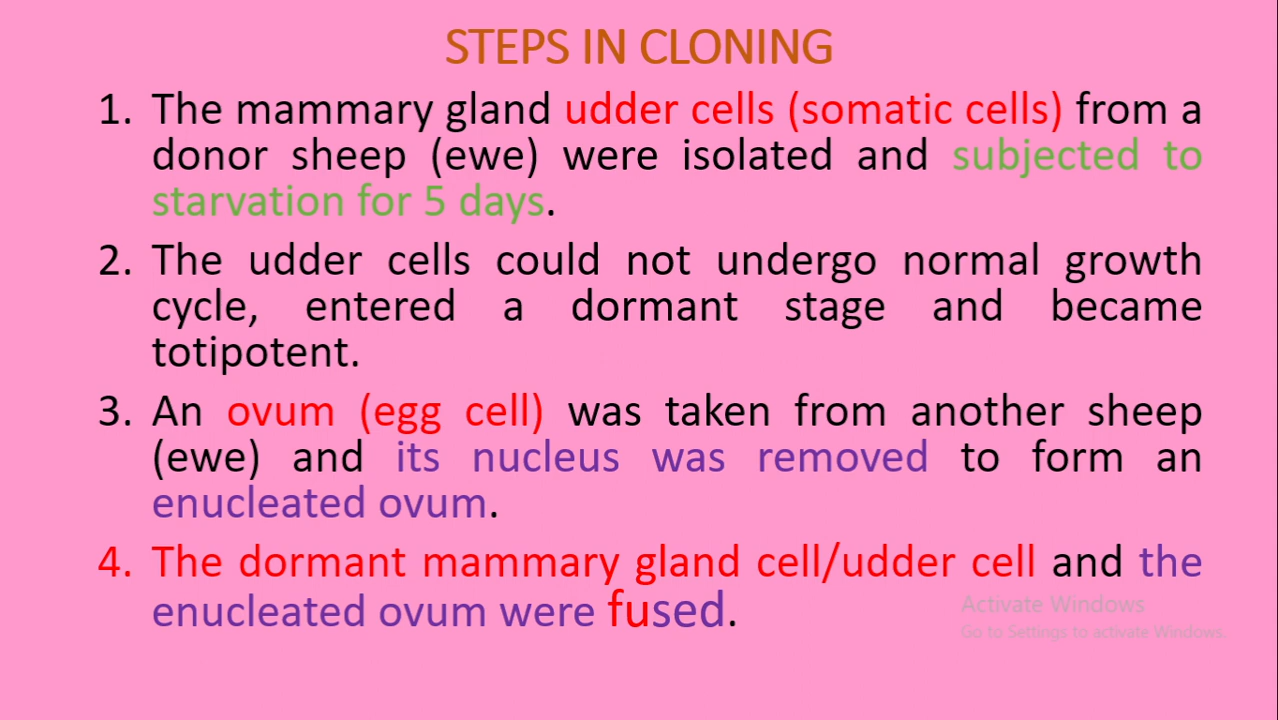 STEPS IN CLONING
1. The mammary gland udder cells (somatic cells) from a
donor sheep (ewe) were isolated and subjected to
starvation for 5 days.
2. The udder cells could not undergo normal growth
cycle, entered a dormant stage and became
totipotent.
3. An ovum (egg cell) was taken from another sheep
(ewe) and its nucleus was removed to form an
enucleated ovum.
4. The dormant mammary gland cell/udder cell and the
enucleated ovum were fused.
Activate Windows
Go to Settings to activate Windows.